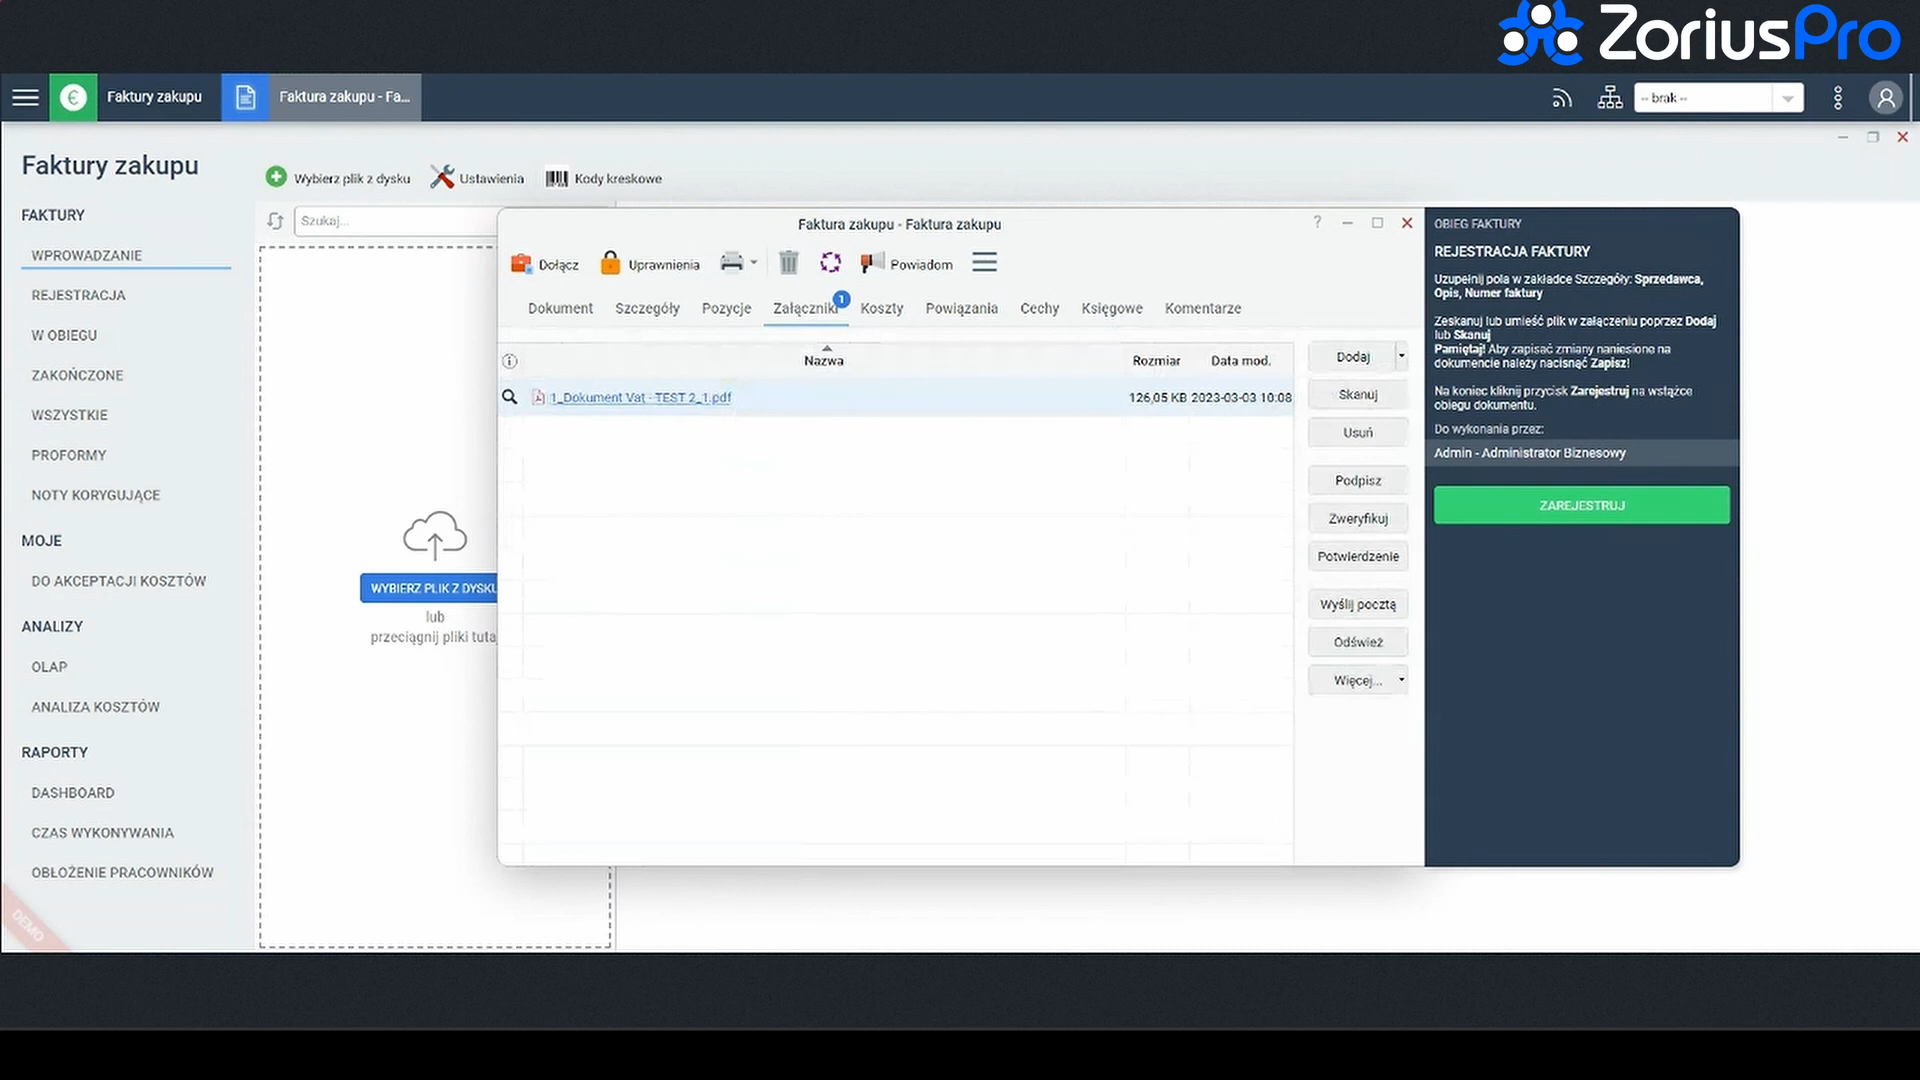 ZoriusPro
Faktury zakupu
Faktura zakupu - Fa...
-- brak --
Faktury zakupu
Wybierz plik z dysku
Ustawienia
Kody kreskowe
FAKTURY
WPROWADZANIE
REJESTRACJA
W OBIEGU
ZAKOŃCZONE
WSZYSTKIE
PROFORMY
NOTY KORYGUJĄCE
MOJE
DO AKCEPTACJI KOSZTÓW
ANALIZY
OLAP
ANALIZA KOSZTÓW
RAPORTY
DASHBOARD
CZAS WYKONYWANIA
OBŁOŻENIE PRACOWNIKÓW
DEMO
Szukaj...
WYBIERZ PLIK Z DYSKU
lub
przeciągnij pliki tuta
Faktura zakupu - Faktura zakupu
?
Dołącz
Uprawnienia
Powiadom
Dokument
Szczegóły
Pozycje
Załączniki
1
Koszty
Powiązania
Cechy
Księgowe
Komentarze
Nazwa
Rozmiar
Data mod.
1_Dokument Vat - TEST 2_1.pdf
126,05 KB
2023-03-03 10:08
Dodaj
Skanuj
Usuń
Podpisz
Zweryfikuj
Potwierdzenie
Wyślij pocztą
Odśwież
Więcej...
OBIEG FAKTURY
REJESTRACJA FAKTURY
Uzupełnij pola w zakładce Szczegóły: Sprzedawca,
Opis, Numer faktury
Zeskanuj lub umieść plik w załączeniu poprzez Dodaj
lub Skanuj
Pamiętaj! Aby zapisać zmiany naniesione na
dokumencie należy nacisnąć Zapisz!
Na koniec kliknij przycisk Zarejestruj na wstążce
obiegu dokumentu.
Do wykonania przez:
Admin - Administrator Biznesowy
ZAREJESTRUJ